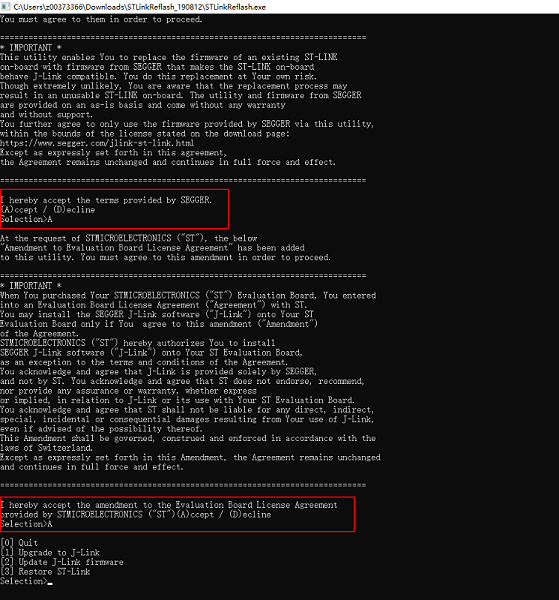 C:\Users\z00373366\Downloads\STLinkReflash_190812\STLinkReflash.exe
You must agree to them in order to proceed.
===========================================================================
* IMPORTANT *
This utility enables You to replace the firmware of an existing ST-LINK
on-board with firmware from SEGGER that makes the ST-LINK on-board
behave J-Link compatible. You do this replacement at Your own risk.
Though extremely unlikely, You are aware that the replacement process may
result in an unusable ST-LINK on-board. The utility and firmware from SEGGER
are provided on an as-is basis and come without any warranty
and without support.
You further agree to only use the firmware provided by SEGGER via this utility,
within the bounds of the license stated on the download page:
https://www.segger.com/jlink-st-link.html
Except as expressly set forth in this agreement,
the Agreement remains unchanged and continues in full force and effect.
===========================================================================
I hereby accept the terms provided by SEGGER.
(A)ccept / (D)ecline
Selection>A
At the request of STMICROELECTRONICS ("ST"), the below
"Amendment to Evaluation Board License Agreement" has been added
to this utility. You must agree to this amendment in order to proceed.
===========================================================================
* IMPORTANT *
When You purchased Your STMICROELECTRONICS ("ST") Evaluation Board, You entered
into an Evaluation Board License Agreement ("Agreement") with ST.
You may install the SEGGER J-Link software ("J-Link") onto Your ST
Evaluation Board only if You  agree to this amendment ("Amendment")
of the Agreement.
STMICROELECTRONICS ("ST") hereby authorizes You to install
SEGGER J-Link software ("J-Link") onto Your ST Evaluation Board,
as an exception to the terms and conditions of the Agreement.
You acknowledge and agree that J-Link is provided solely by SEGGER,
and not by ST. You acknowledge and agree that ST does not endorse, recommend,
nor provide any assurance or warranty, whether express
or implied, in relation to J-Link or its use with Your ST Evaluation Board.
You acknowledge and agree that ST shall not be liable for any direct, indirect,
special, incidental or consequential damages resulting from Your use of J-Link,
even if advised of the possibility thereof.
This Amendment shall be governed, construed and enforced in accordance with the
laws of Switzerland.
Except as expressly set forth in this Amendment, the Agreement remains unchanged
and continues in full force and effect.
===========================================================================
I hereby accept the amendment to the Evaluation Board License Agreement
provided by STMICROELECTRONICS ("ST")(A)ccept / (D)ecline
Selection>A
[0] Quit
[1] Upgrade to J-Link
[2] Update J-Link firmware
[3] Restore ST-Link
Selection>_